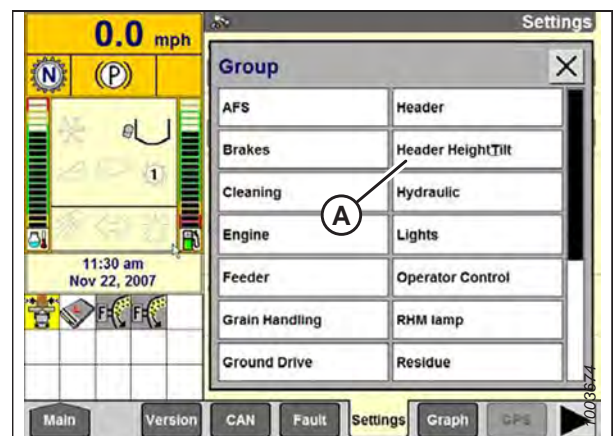 0.0 mph
Settings
N
(P)
Group
X
AFS
Header
Brakes
Header HeightTilt
1
Cleaning
Hydraulic
A
Engine
Lights
11:30 am
Nov 22, 2007
Feeder
Operator Control
F F
Grain Handling
RHM lamp
Ground Drive
Residue
1003674
Main
Version
CAN
Fault
Settings
Graph
GPS